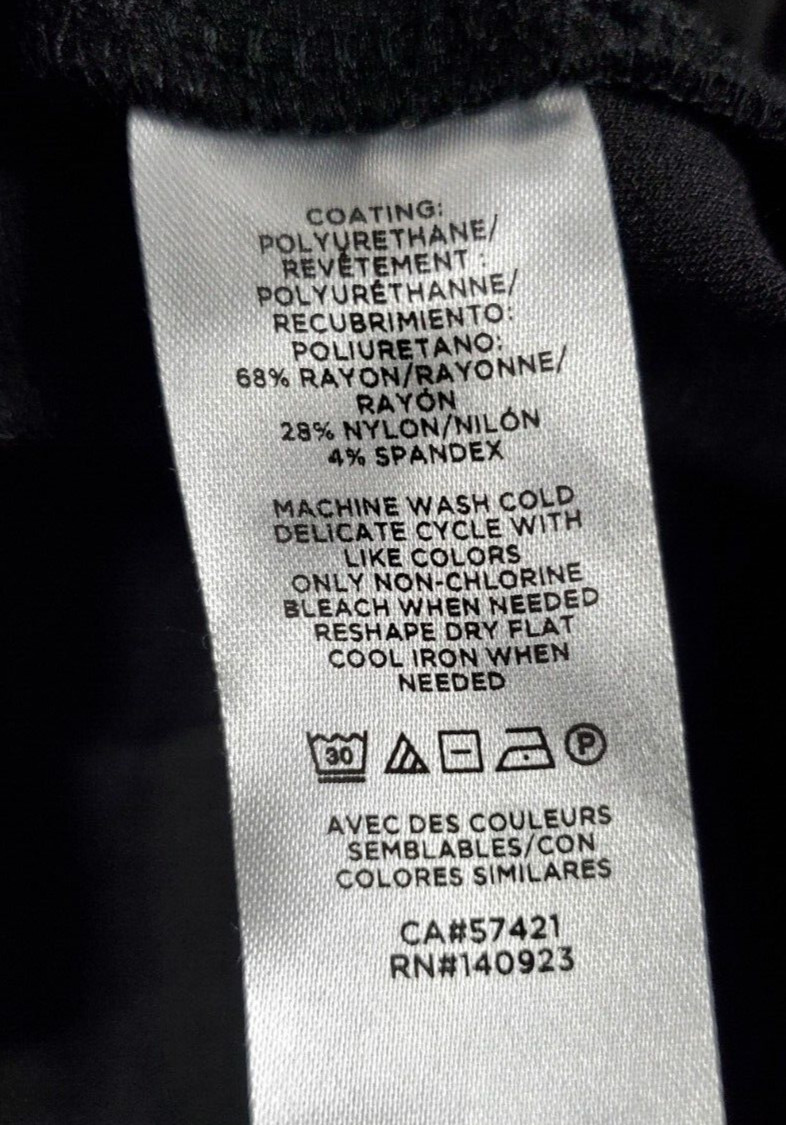 COATING:
POLYURETHANE/
REVÊTEMENT :
POLYURÉTHANNE/
RECUBRIMIENTO:
POLIURETANO:
68% RAYON/RAYONNE/
RAYÓN
28% NYLON/NILÓN
4% SPANDEX
MACHINE WASH COLD
DELICATE CYCLE WITH
LIKE COLORS
ONLY NON-CHLORINE
BLEACH WHEN NEEDED
RESHAPE DRY FLAT
COOL IRON WHEN
NEEDED
30 P
AVEC DES COULEURS
SEMBLABLES/CON
COLORES SIMILARES
CA#57421
RN#140923